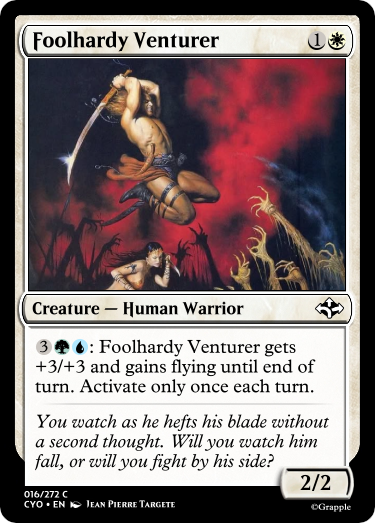 Foolhardy Venturer 1
Creature — Human Warrior
3: Foolhardy Venturer gets
+3/+3 and gains flying until end of
turn. Activate only once each turn.
You watch as he hefts his blade without
a second thought. Will you watch him
fall, or will you fight by his side?
2/2
016/272 C
CYO • EN Jean Pierre Targete
©Grapple